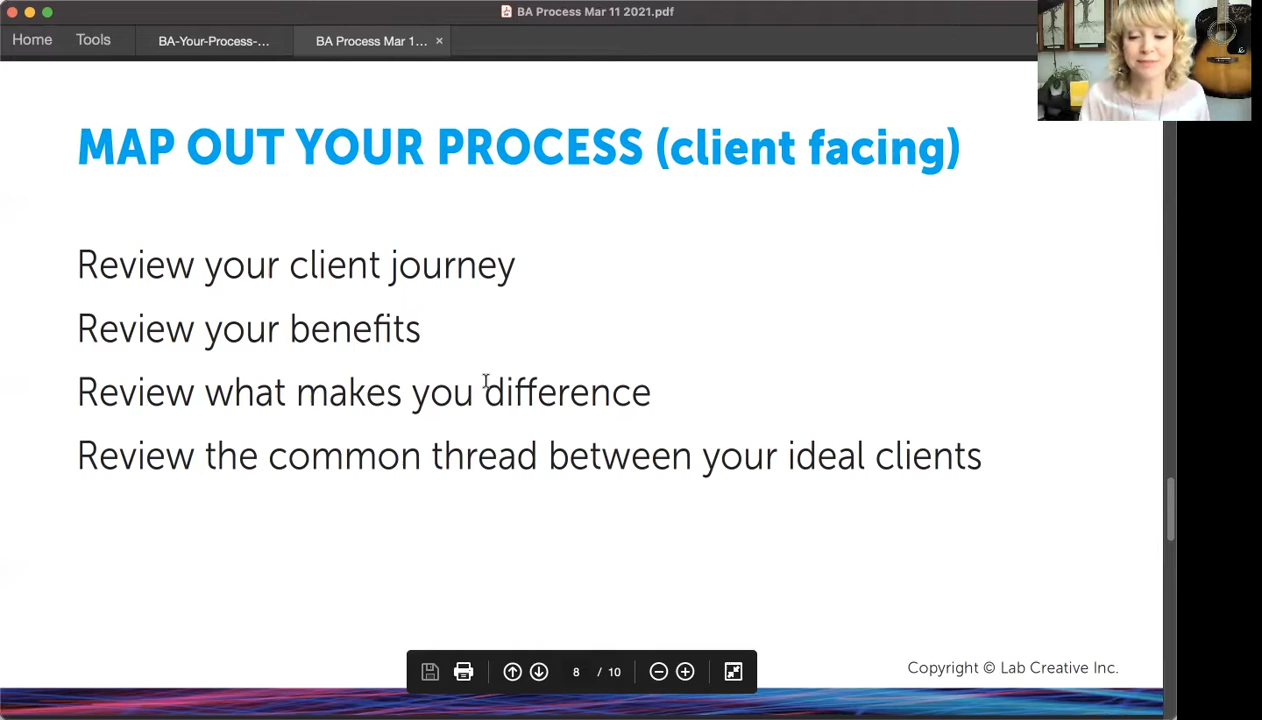 BA Process Mar 11 2021.pdf
Home
Tools
BA-Your-Process-...
BA Process Mar 1...
MAP OUT YOUR PROCESS (client facing)
Review your client journey
Review your benefits
Review what makes you difference
Review the common thread between your ideal clients
8 / 10
Copyright © Lab Creative Inc.